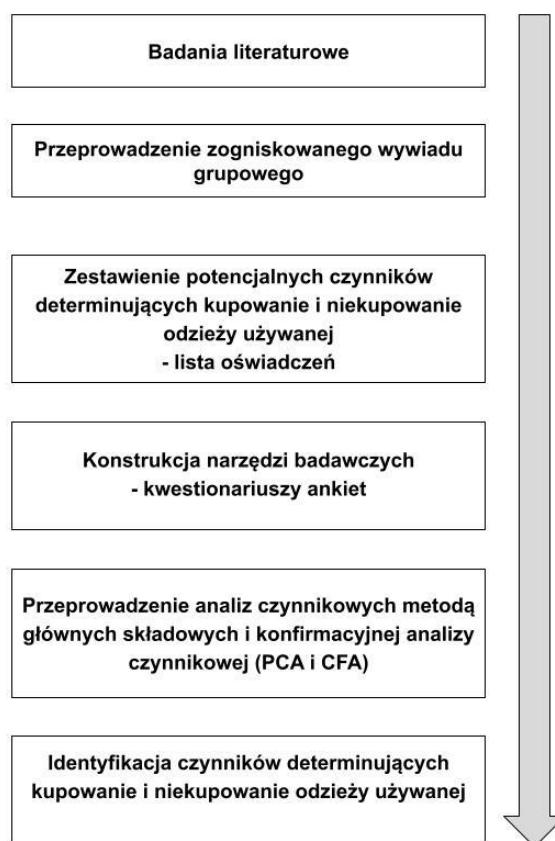 Badania literaturowe
Przeprowadzenie zogniskowanego wywiadu
grupowego
Zestawienie potencjalnych czynników
determinujących kupowanie i niekupowanie
odzieży używanej
- lista oświadczeń
Konstrukcja narzędzi badawczych
- kwestionariuszy ankiet
Przeprowadzenie analiz czynnikowych metodą
głównych składowych i konfirmacyjnej analizy
czynnikowej (PCA i CFA)
Identyfikacja czynników determinujących
kupowanie i niekupowanie odzieży używanej